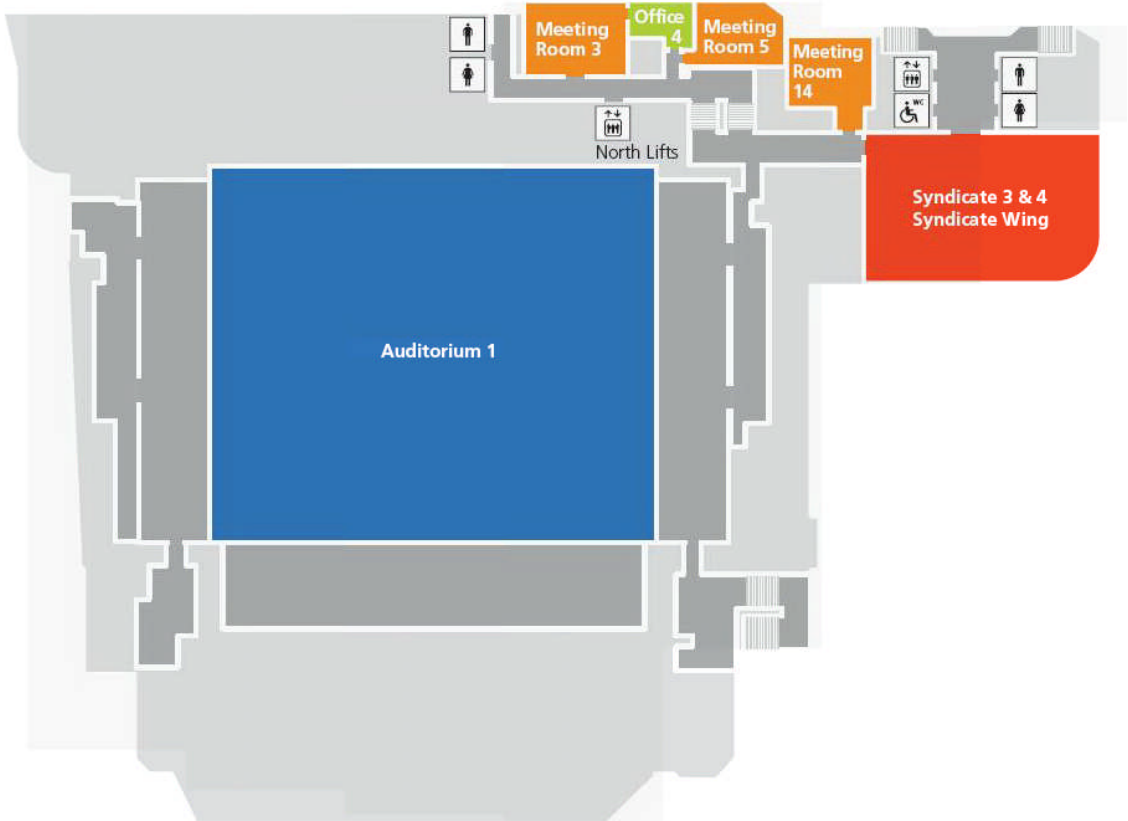 Meeting
Room 3
Office
4
Meeting
Room 5
Meeting
Room
14
WC
North Lifts
Syndicate 3 & 4
Syndicate Wing
Auditorium 1